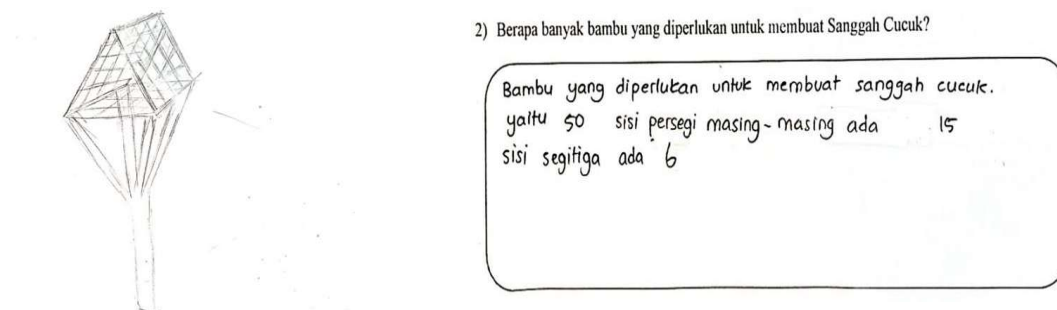 2) Berapa banyak bambu yang diperlukan untuk membuat Sanggah Cucuk?
Bambu yang diperlukan untuk membuat sanggah cucuk.
yaitu 50 sisi persegi masing-masing ada 15
sisi segitiga ada 6